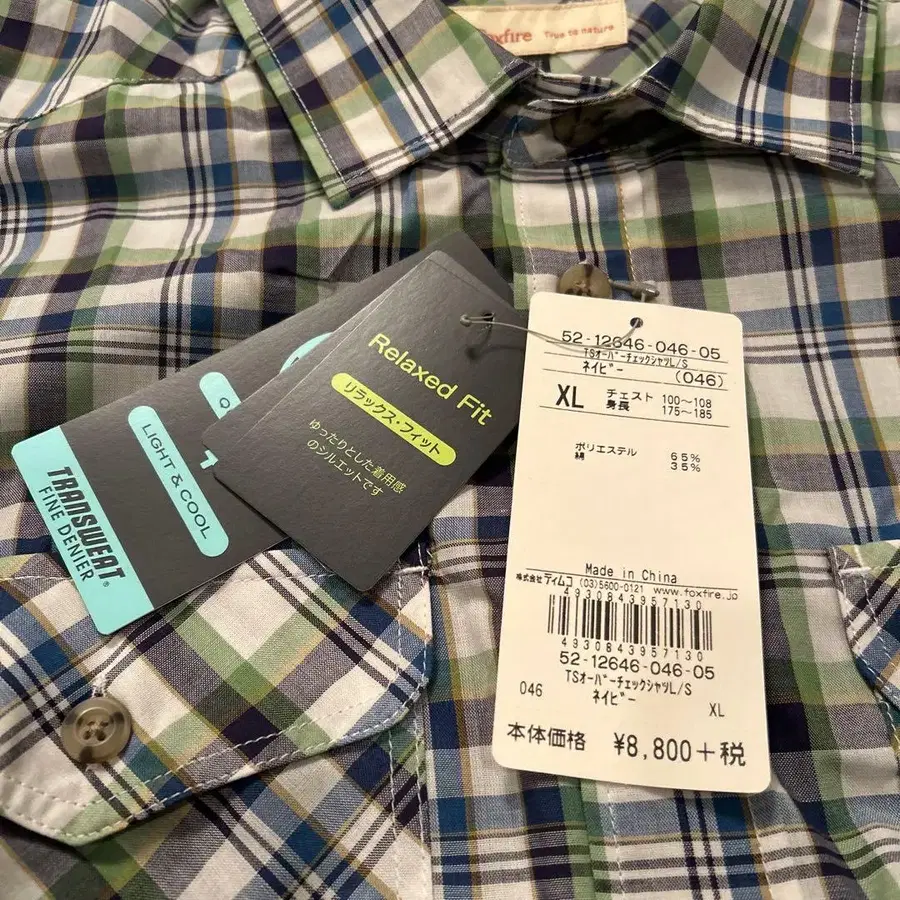 Foxfire True to nature
Relaxed Fit
リラックス・フィット
ゆったりとした着用感
のシルエットです
LIGHT & COOL
TRANSWEAT®
FINE DENIER
52-12646-046-05
TSオーバーチェックシャツL/S
ネイビー (046)
XL チェスト 100〜108
身長 175〜185
ポリエステル 65%
綿 35%
Made in China
株式会社ティムコ (03)5600-0121 www.foxfire.jp
4930843957130
4930843957130
52-12646-046-05
TSオーバーチェックシャツL/S
ネイビー
046 XL
本体価格 ¥8,800+税